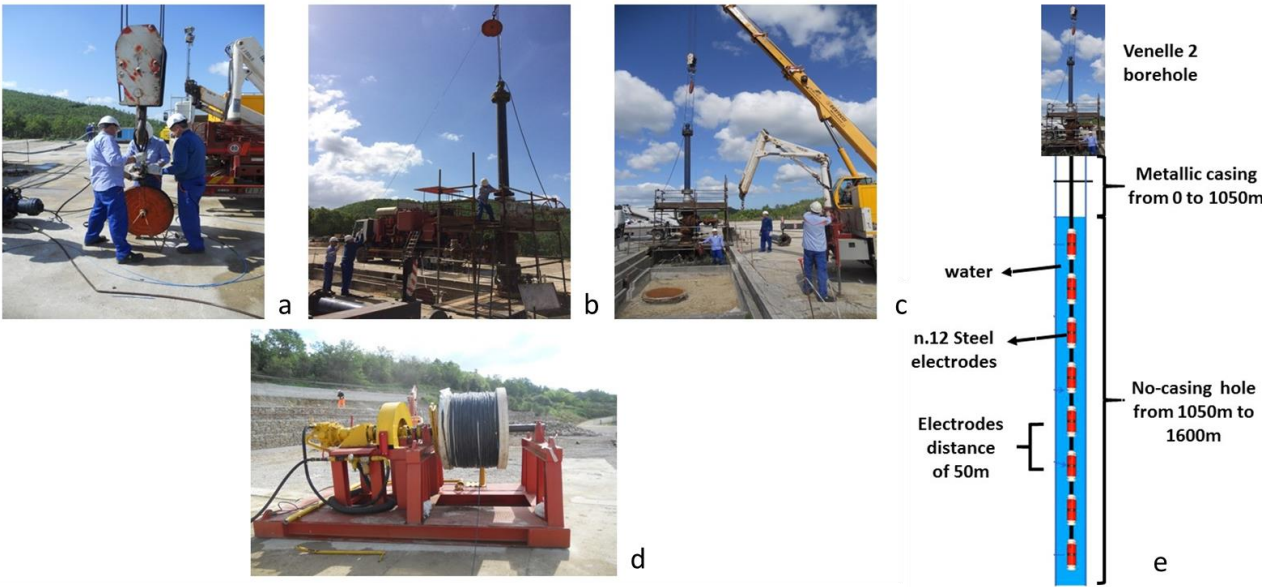 a
b
c
d
Venelle 2
borehole
Metallic casing
from 0 to 1050m
water
n.12 Steel
electrodes
No-casing hole
from 1050m to
1600m
Electrodes
distance
of 50m
e